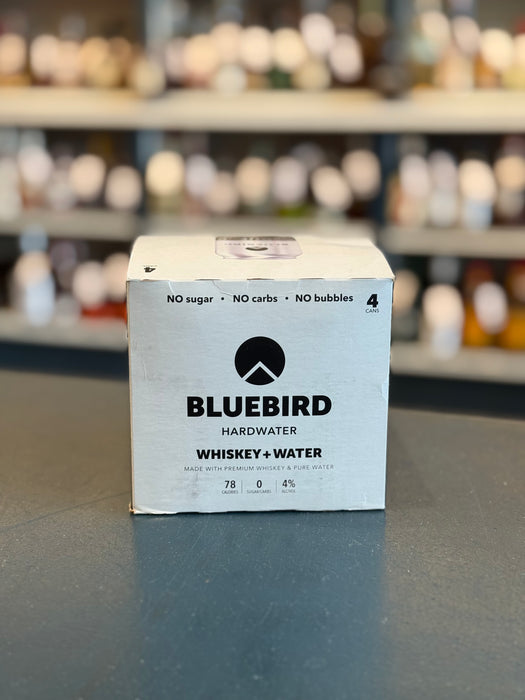 4
NO sugar • NO carbs • NO bubbles
4
CANS
BLUEBIRD
HARDWATER
WHISKEY+WATER
MADE WITH PREMIUM WHISKEY & PURE WATER
78 0 4%
CALORIES SUGAR/CARBS ALCOHOL